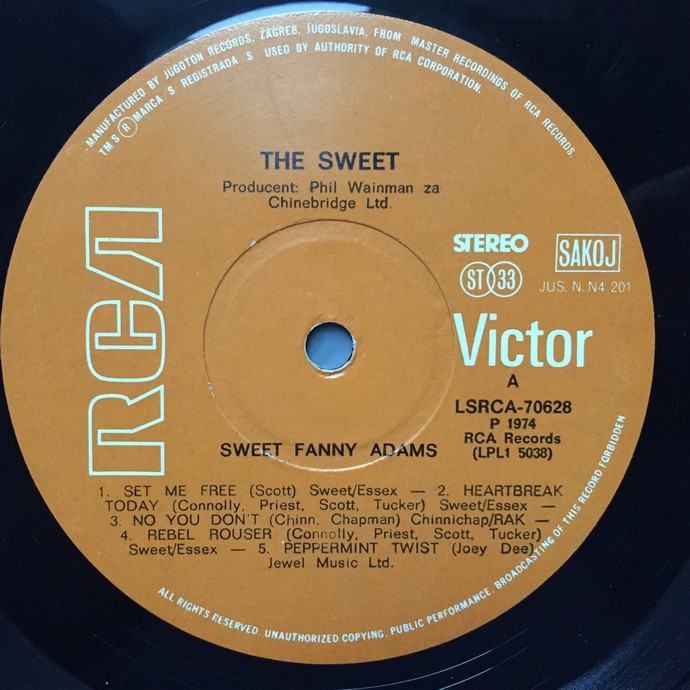 MANUFACTURED BY JUGOTON RECORDS, ZAGREB, JUGOSLAVIA, FROM MASTER RECORDINGS OF RCA RECORDS.
TM S ® MARCA/S REGISTRADA S USED BY AUTHORITY OF RCA CORPORATION.
THE SWEET
Producent: Phil Wainman za
Chinebridge Ltd.
RCA
STEREO
SAKOJ
ST 33
JUS. N. N4 201
Victor
A
LSRCA-70628
P 1974
RCA Records
(LPL1 5038)
SWEET FANNY ADAMS
1. SET ME FREE (Scott) Sweet/Essex — 2. HEARTBREAK
TODAY (Connolly, Priest, Scott, Tucker) Sweet/Essex —
3. NO YOU DON'T (Chinn, Chapman) Chinnichap/RAK —
4. REBEL ROUSER (Connolly, Priest, Scott, Tucker)
Sweet/Essex — 5. PEPPERMINT TWIST (Joey Dee)
Jewel Music Ltd.
ALL RIGHTS RESERVED. UNAUTHORIZED COPYING, PUBLIC PERFORMANCE, BROADCASTING OF THIS RECORD FORBIDDEN